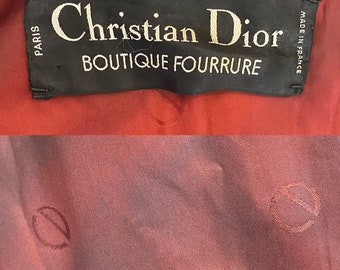 PARIS
Christian Dior
BOUTIQUE FOURRURE
MADE IN FRANCE